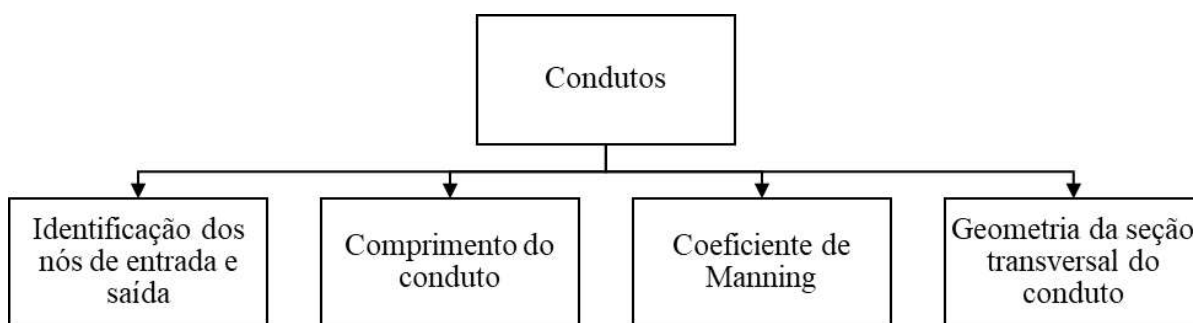 Condutos
Identificação dos
nós de entrada e
saída
Comprimento do
conduto
Coeficiente de
Manning
Geometria da seção
transversal do
conduto